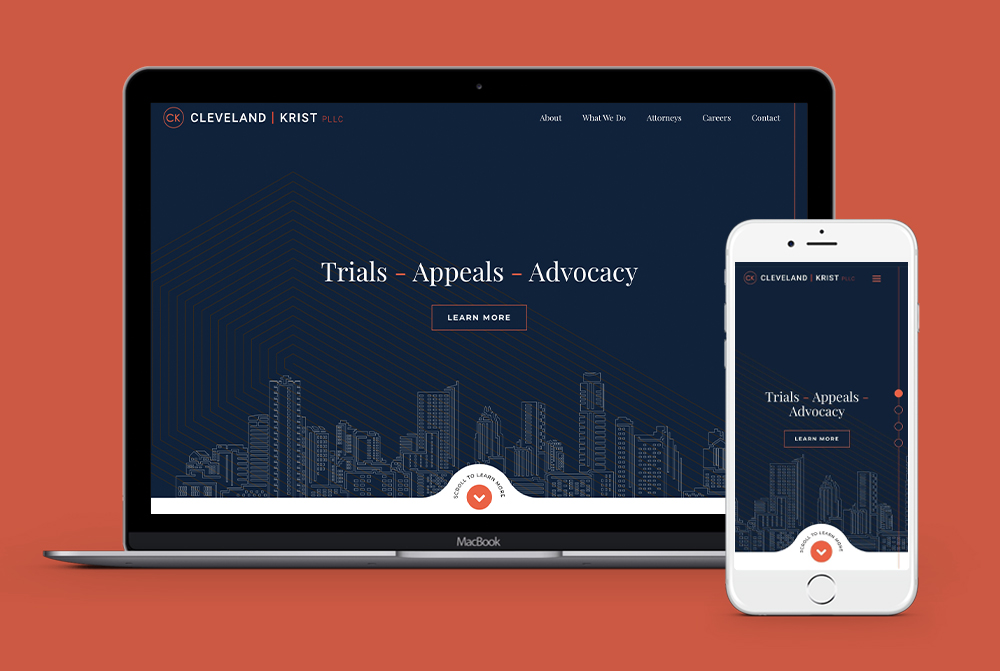 CK CLEVELAND | KRIST PLLC
About What We Do Attorneys Careers Contact
Trials - Appeals - Advocacy
LEARN MORE
SCROLL TO LEARN MORE
MacBook
CK CLEVELAND | KRIST PLLC
Trials - Appeals -
Advocacy
LEARN MORE
SCROLL TO LEARN MORE